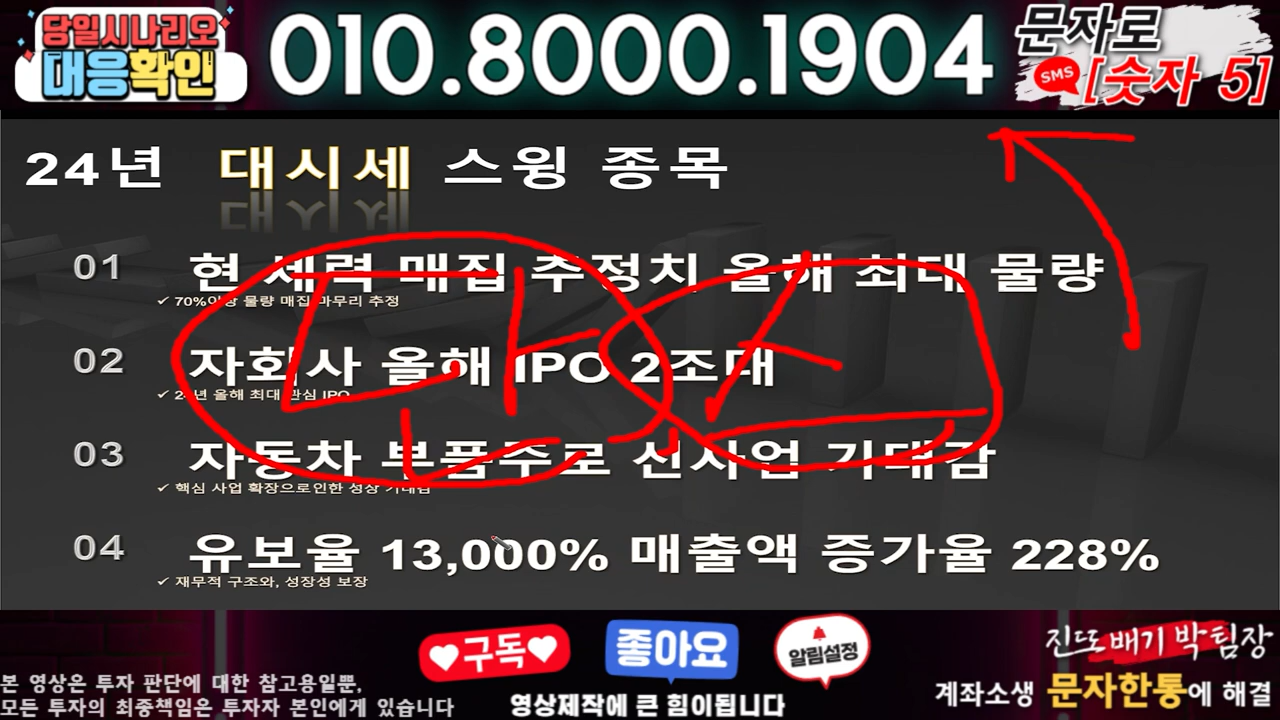 당일시나리오
대응확인
010.8000.1904
문자로
SMS [숫자 5]
24년 대시세 스윙 종목
01 현 세력 매집 추정치 올해 최대 물량
✓ 70%이상 물량 매집 마무리 추정
02 자회사 올해 IPO 2조대
✓ 24년 올해 최대 관심 IPO
03 자동차 부품주로 신사업 기대감
✓ 핵심 사업 확장으로인한 성장 기대감
04 유보율 13,000% 매출액 증가율 228%
✓ 재무적 구조와, 성장성 보장
구독
좋아요
알림설정
진또배기 박팀장
본 영상은 투자 판단에 대한 참고용일뿐,
모든 투자의 최종책임은 투자자 본인에게 있습니다
영상제작에 큰 힘이됩니다
계좌소생 문자한통에 해결